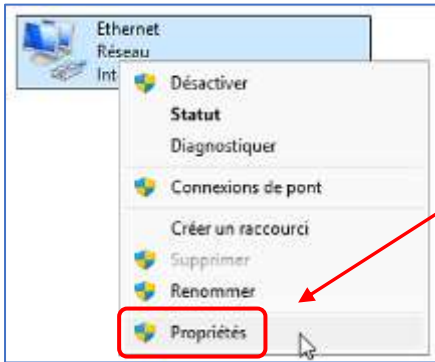 Ethernet
Réseau
Int
Désactiver
Statut
Diagnostiquer
Connexions de pont
Créer un raccourci
Supprimer
Renommer
Propriétés